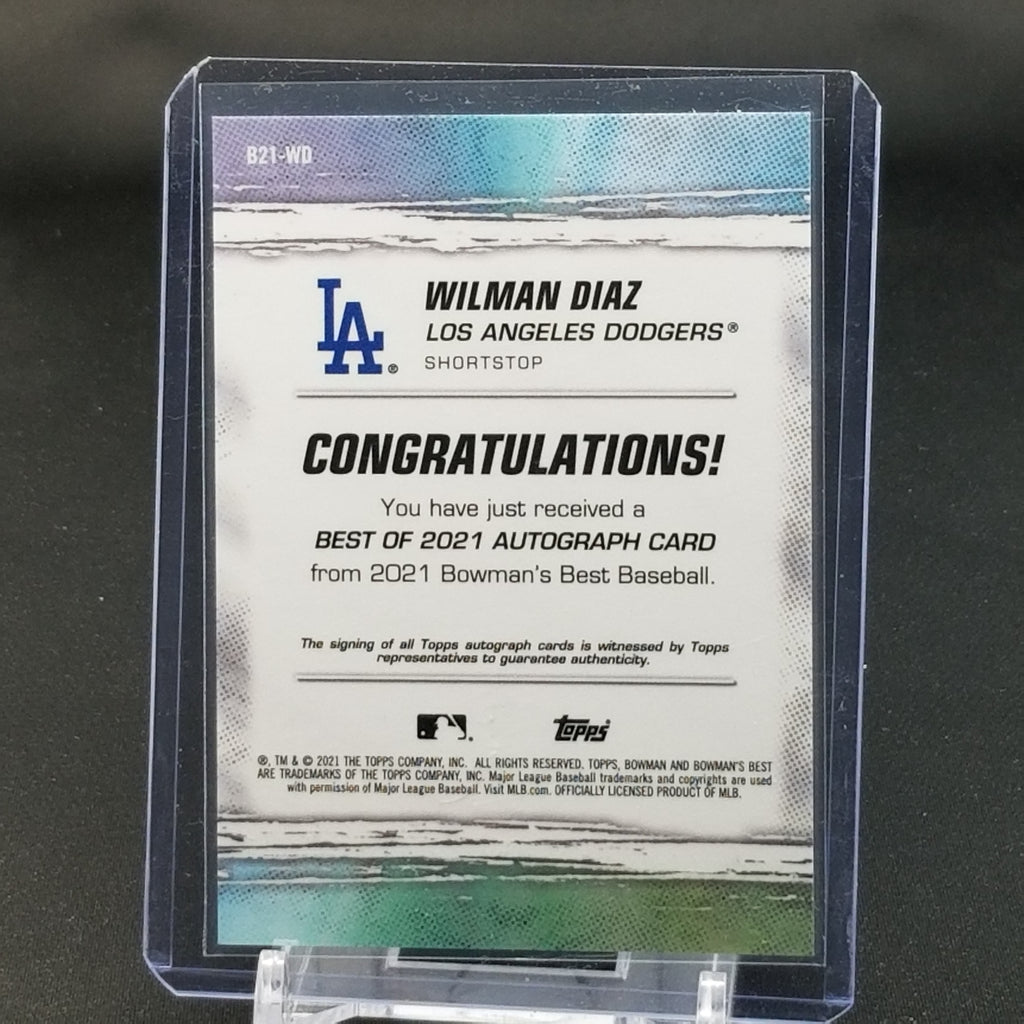 B21-WD
LA®
WILMAN DIAZ
LOS ANGELES DODGERS®
SHORTSTOP
CONGRATULATIONS!
You have just received a
BEST OF 2021 AUTOGRAPH CARD
from 2021 Bowman's Best Baseball.
The signing of all Topps autograph cards is witnessed by Topps
representatives to guarantee authenticity.
topps
®, TM & © 2021 THE TOPPS COMPANY, INC. ALL RIGHTS RESERVED. TOPPS, BOWMAN AND BOWMAN'S BEST
ARE TRADEMARKS OF THE TOPPS COMPANY, INC. Major League Baseball trademarks and copyrights are used
with permission of Major League Baseball. Visit MLB.com. OFFICIALLY LICENSED PRODUCT OF MLB.